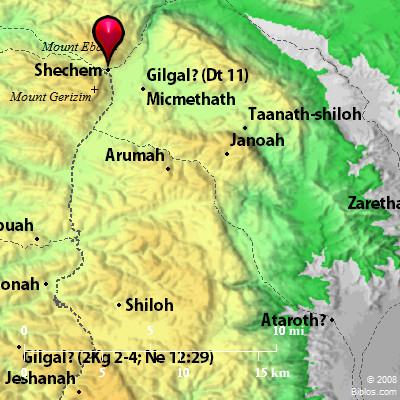 Mount Eba
Shechem
Gilgal? (Dt 11)
Mount Gerizim
Micmethath
Taanath-shiloh
Janoah
Arumah
Zaretha
ouah
onah
Shiloh
Ataroth?
0 5 10 mi
Gilgal? (2Kg 2-4; Ne 12:29)
0 5 10 15 km
Jeshanah
© 2008
Biblos.com